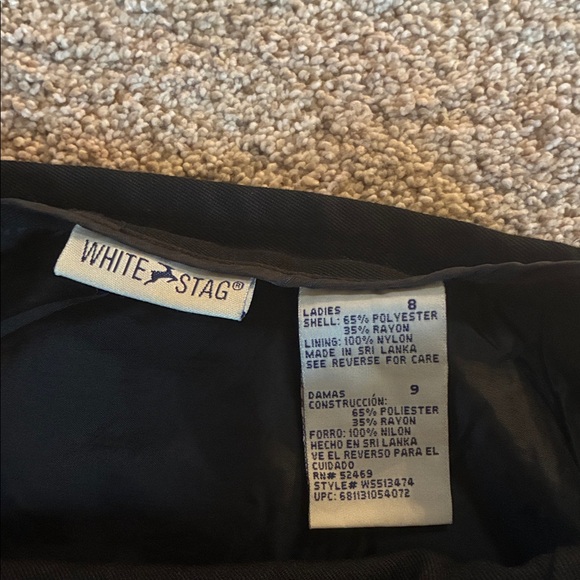 WHITE STAG®
LADIES 8
SHELL: 65% POLYESTER
35% RAYON
LINING: 100% NYLON
MADE IN SRI LANKA
SEE REVERSE FOR CARE
DAMAS 9
CONSTRUCCIÓN:
65% POLIESTER
35% RAYON
FORRO: 100% NILON
HECHO EN SRI LANKA
VE EL REVERSO PARA EL
CUIDADO
RN# 52469
STYLE# WS513474
UPC: 681131054072